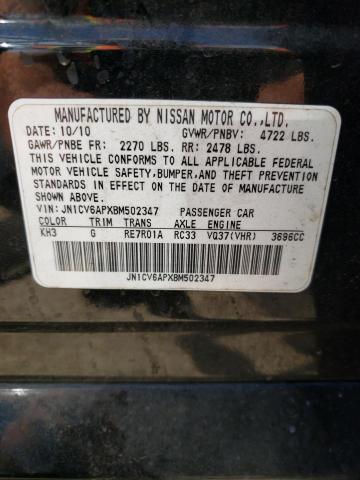 MANUFACTURED BY NISSAN MOTOR CO.,LTD.
DATE: 10/10 GVWR/PNBV: 4722 LBS.
GAWR/PNBE FR: 2270 LBS. RR: 2478 LBS.
THIS VEHICLE CONFORMS TO ALL APPLICABLE FEDERAL
MOTOR VEHICLE SAFETY, BUMPER, AND THEFT PREVENTION
STANDARDS IN EFFECT ON THE DATE OF MANUFACTURE
SHOWN ABOVE.
VIN: JN1CV6APXBM502347 PASSENGER CAR
COLOR TRIM TRANS AXLE ENGINE
KH3 G RE7R01A RC33 VQ37(VHR) 3696CC
JN1CV6APXBM502347